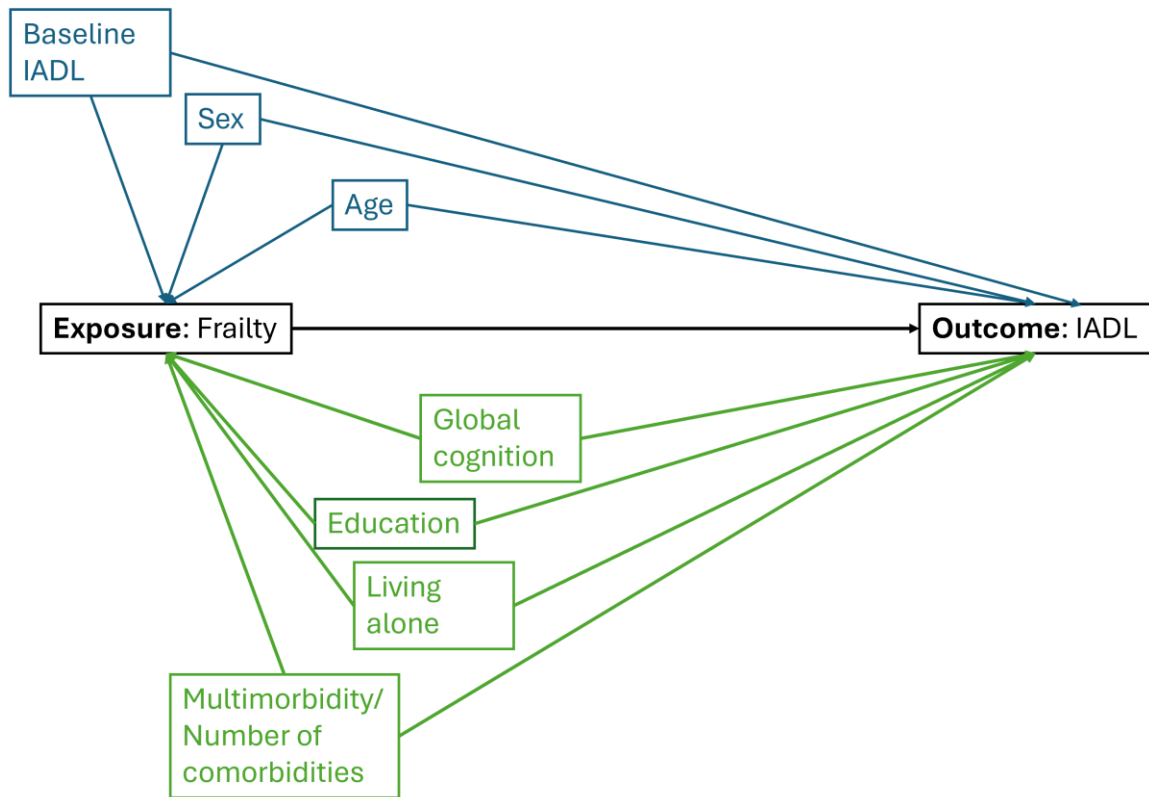 Baseline
IADL
Sex
Age
Exposure: Frailty
Outcome: IADL
Global
cognition
Education
Living
alone
Multimorbidity/
Number of
comorbidities